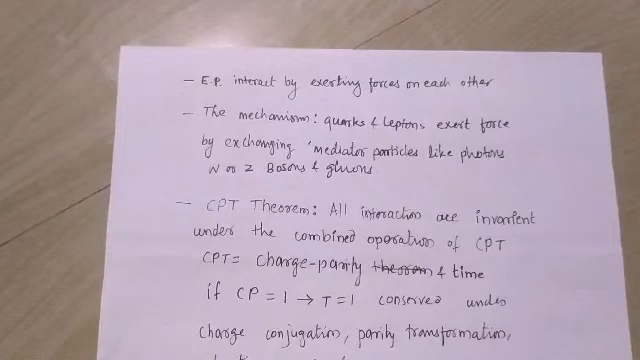 - E.P. interact by exerting forces on each other
- The mechanism: quarks & Leptons exert force
by exchanging 'mediator particles like photons
W or Z Bosons & gluons.
- CPT Theorem: All interaction are invarient
under the combined operation of CPT
CPT = charge-parity theorem & time
if CP = 1 → T = 1 conserved under
charge conjugation, parity transformation,